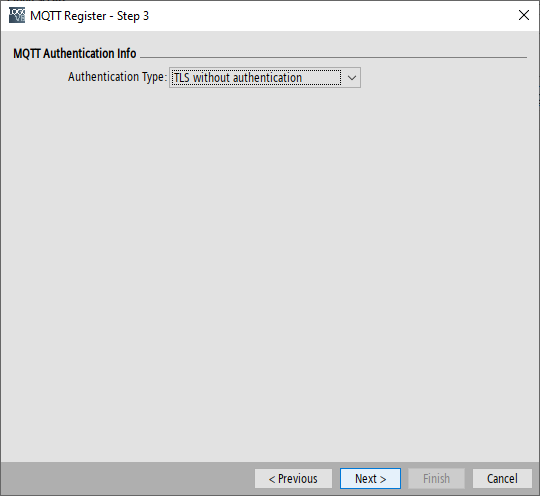 MQTT Register - Step 3
MQTT Authentication Info
Authentication Type: TLS without authentication
< Previous Next > Finish Cancel